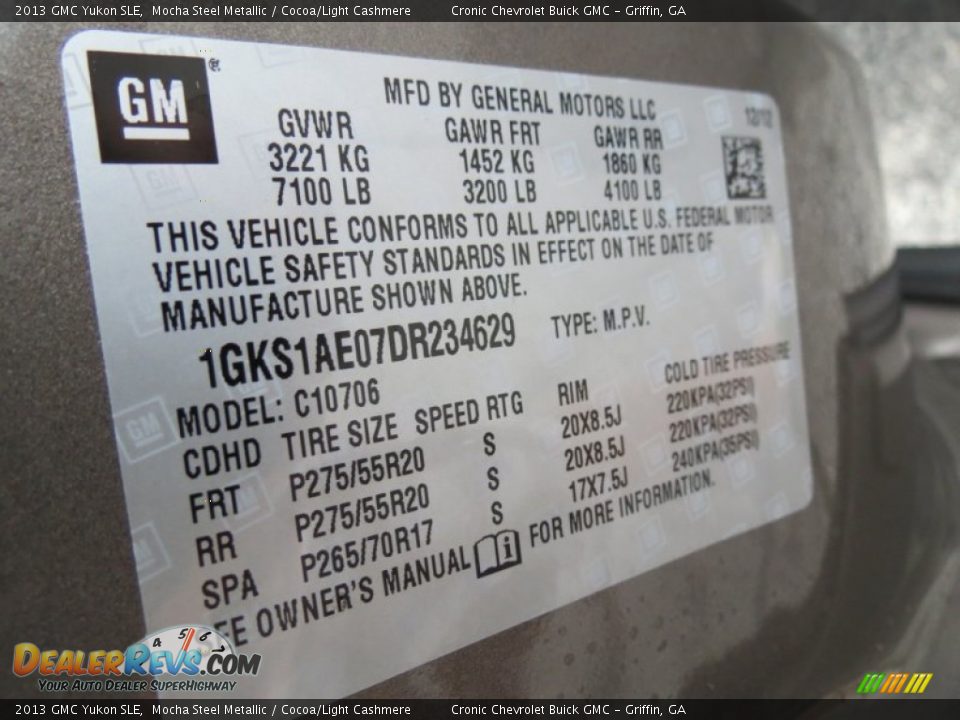 2013 GMC Yukon SLE, Mocha Steel Metallic / Cocoa/Light Cashmere Cronic Chevrolet Buick GMC - Griffin, GA
GM®
MFD BY GENERAL MOTORS LLC
12/12
GVWR GAWR FRT GAWR RR
3221 KG 1452 KG 1860 KG
7100 LB 3200 LB 4100 LB
THIS VEHICLE CONFORMS TO ALL APPLICABLE U.S. FEDERAL MOTOR
VEHICLE SAFETY STANDARDS IN EFFECT ON THE DATE OF
MANUFACTURE SHOWN ABOVE.
1GKS1AE07DR234629 TYPE: M.P.V.
MODEL: C10706
CDHD TIRE SIZE SPEED RTG RIM COLD TIRE PRESSURE
FRT P275/55R20 S 20X8.5J 220KPA(32PSI)
RR P275/55R20 S 20X8.5J 220KPA(32PSI)
SPA P265/70R17 S 17X7.5J 240KPA(35PSI)
SEE OWNER'S MANUAL i FOR MORE INFORMATION.
4 5 6
DealerRevs.com
Your Auto Dealer SuperHighway
2013 GMC Yukon SLE, Mocha Steel Metallic / Cocoa/Light Cashmere Cronic Chevrolet Buick GMC - Griffin, GA